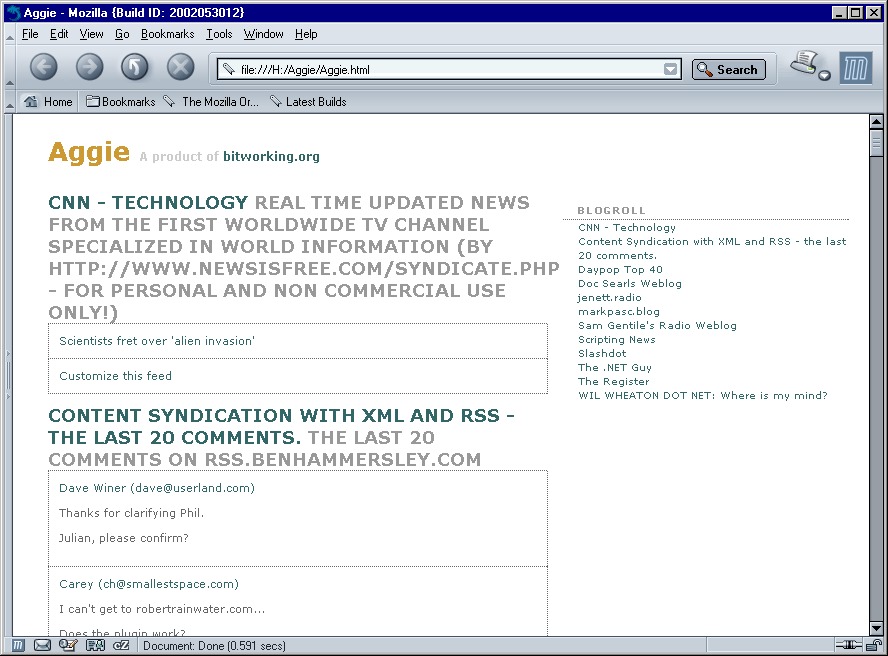 Aggie - Mozilla {Build ID: 2002053012}
File Edit View Go Bookmarks Tools Window Help
file:///H:/Aggie/Aggie.html
Search
Home Bookmarks The Mozilla Or... Latest Builds
Aggie A product of bitworking.org
CNN - TECHNOLOGY REAL TIME UPDATED NEWS
FROM THE FIRST WORLDWIDE TV CHANNEL
SPECIALIZED IN WORLD INFORMATION (BY
HTTP://WWW.NEWSISFREE.COM/SYNDICATE.PHP
- FOR PERSONAL AND NON COMMERCIAL USE
ONLY!)
Scientists fret over 'alien invasion'
Customize this feed
CONTENT SYNDICATION WITH XML AND RSS -
THE LAST 20 COMMENTS. THE LAST 20
COMMENTS ON RSS.BENHAMMERSLEY.COM
Dave Winer (dave@userland.com)
Thanks for clarifying Phil.
Julian, please confirm?
Carey (ch@smallestspace.com)
I can't get to robertrainwater.com...
Does the plugin work?
BLOGROLL
CNN - Technology
Content Syndication with XML and RSS - the last
20 comments.
Daypop Top 40
Doc Searls Weblog
jenett.radio
markpasc.blog
Sam Gentile's Radio Weblog
Scripting News
Slashdot
The .NET Guy
The Register
WIL WHEATON DOT NET: Where is my mind?
Document: Done (0.591 secs)